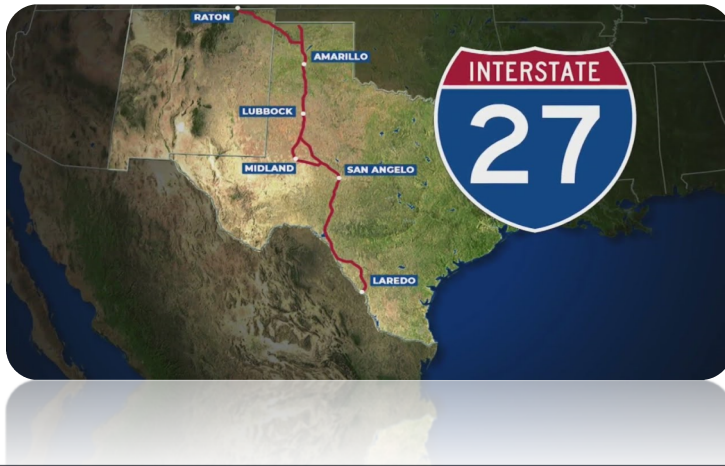 RATON
AMARILLO
INTERSTATE
27
LUBBOCK
MIDLAND
SAN ANGELO
LAREDO